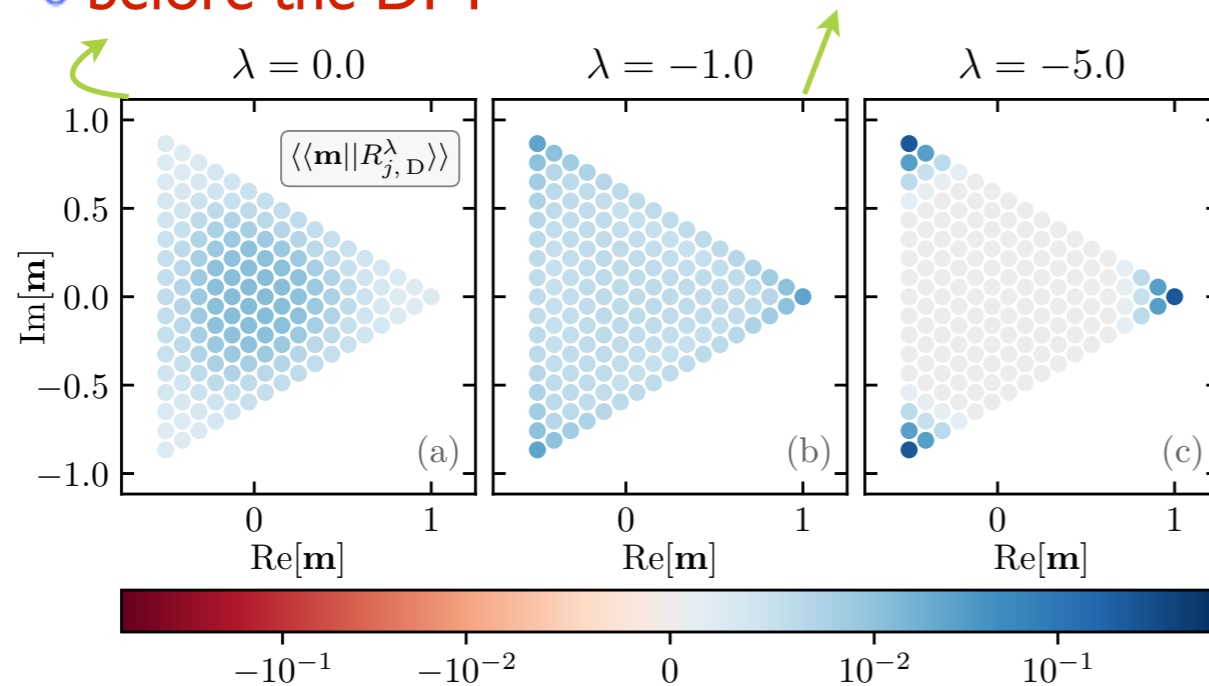 before the DPT
λ = 0.0 λ = −1.0 λ = −5.0
⟨⟨m||R^λ_{j, D}⟩⟩
1.0
0.5
0.0
−0.5
−1.0
Im[m]
(a) (b) (c)
0 1 0 1 0 1
Re[m] Re[m] Re[m]
−10⁻¹ −10⁻² 0 10⁻² 10⁻¹